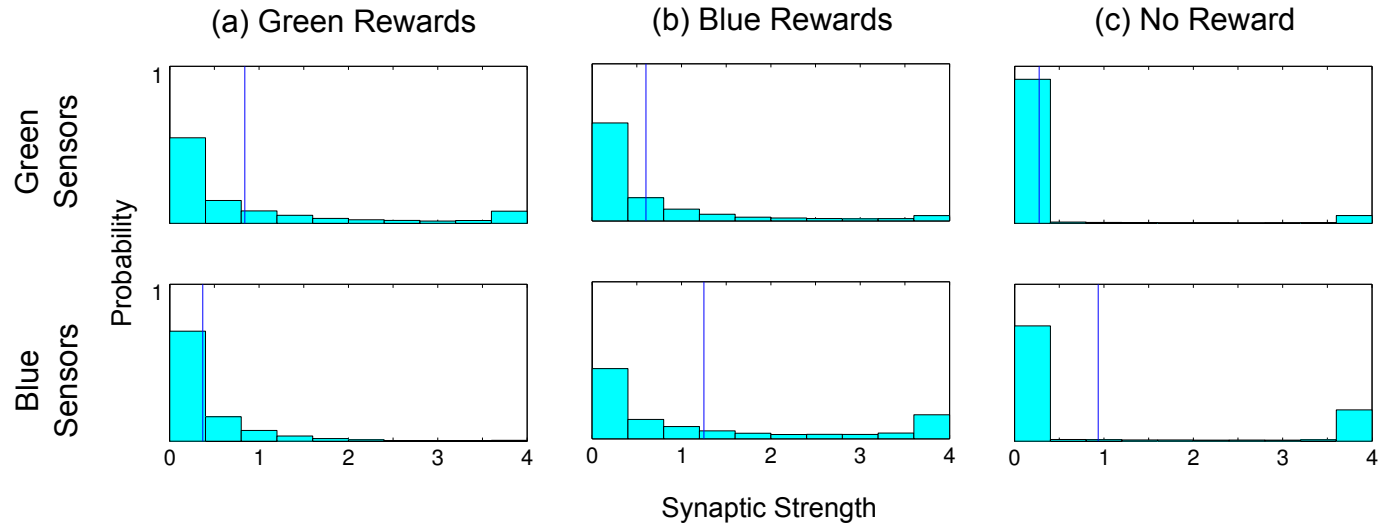 (a) Green Rewards
(b) Blue Rewards
(c) No Reward
Green
Sensors
1
Blue
Sensors
1
Probability
0 1 2 3 4
0 1 2 3 4
0 1 2 3 4
Synaptic Strength